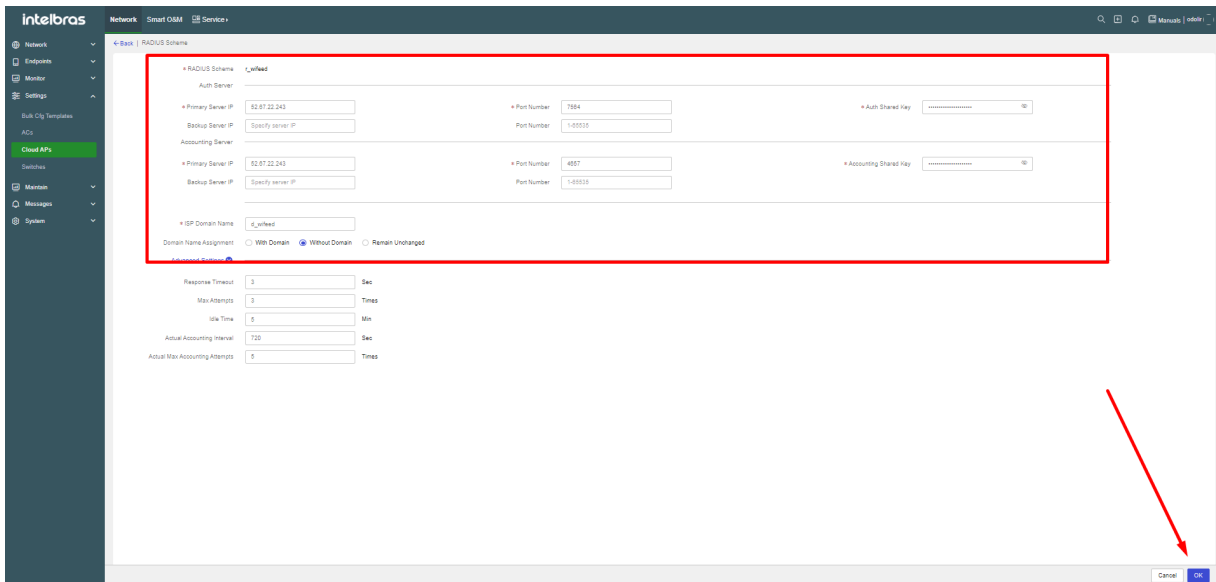 intelbras Network Smart O&M Service Manuals
Back | RADIUS Scheme
Network
Endpoints
Monitor
Settings
Bulk Cfg Templates
ACs
Cloud APs
Switches
Maintain
Messages
System
* RADIUS Scheme r_wifeed
Auth Server
* Primary Server IP 52.67.22.243 * Port Number 7664 * Auth Shared Key
Backup Server IP Specify server IP Port Number 1-65535
Accounting Server
* Primary Server IP 52.67.22.243 * Port Number 4657 * Accounting Shared Key
Backup Server IP Specify server IP Port Number 1-65535
* ISP Domain Name d_wifeed
Domain Name Assignment With Domain Without Domain Remain Unchanged
Advanced Settings
Response Timeout 3 Sec
Max Attempts 3 Times
Idle Time 5 Min
Actual Accounting Interval 720 Sec
Actual Max Accounting Attempts 5 Times
Cancel OK